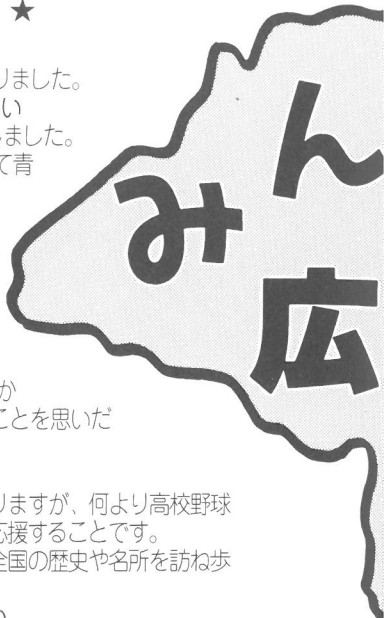 ★
りました。
い
しました。
て青
みん
広
か
ことを思いだ
りますが、何より高校野球
応援することです。
全国の歴史や名所を訪ね歩